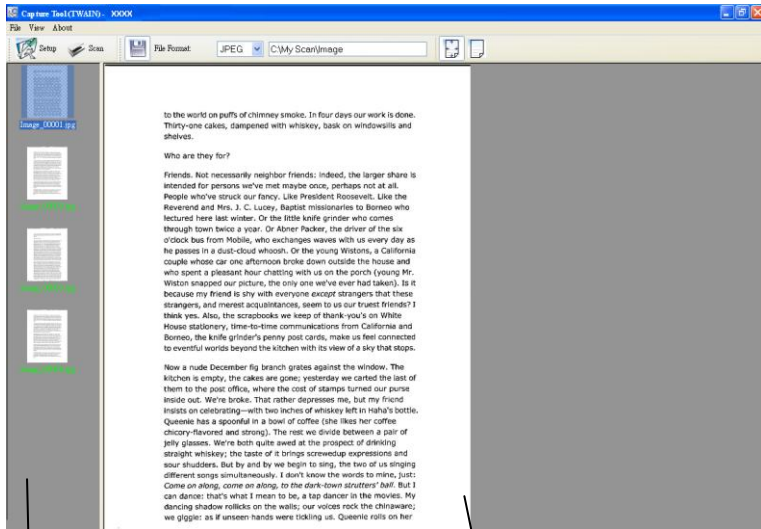 Capture Tool(TWAIN) - XXXX
File View About
Setup Scan File Format: JPEG C:\My Scan\Image
Image_00001.jpg
to the world on puffs of chimney smoke. In four days our work is done.
Thirty-one cakes, dampened with whiskey, bask on windowsills and
shelves.
Who are they for?
Friends. Not necessarily neighbor friends: indeed, the larger share is
intended for persons we've met maybe once, perhaps not at all.
People who've struck our fancy. Like President Roosevelt. Like the
Reverend and Mrs. J. C. Lucey, Baptist missionaries to Borneo who
lectured here last winter. Or the little knife grinder who comes
through town twice a year. Or Abner Packer, the driver of the six
o'clock bus from Mobile, who exchanges waves with us every day as
he passes in a dust-cloud whoosh. Or the young Wistons, a California
couple whose car one afternoon broke down outside the house and
who spent a pleasant hour chatting with us on the porch (young Mr.
Wiston snapped our picture, the only one we've ever had taken). Is it
because my friend is shy with everyone except strangers that these
strangers, and merest acquaintances, seem to us our truest friends? I
think yes. Also, the scrapbooks we keep of thank-you's on White
House stationery, time-to-time communications from California and
Borneo, the knife grinder's penny post cards, make us feel connected
to eventful worlds beyond the kitchen with its view of a sky that stops.
Now a nude December fig branch grates against the window. The
kitchen is empty, the cakes are gone; yesterday we carted the last of
them to the post office, where the cost of stamps turned our purse
inside out. We're broke. That rather depresses me, but my friend
insists on celebrating—with two inches of whiskey left in Haha's bottle.
Queenie has a spoonful in a bowl of coffee (she likes her coffee
chicory-flavored and strong). The rest we divide between a pair of
jelly glasses. We're both quite awed at the prospect of drinking
straight whiskey; the taste of it brings screwedup expressions and
sour shudders. But by and by we begin to sing, the two of us singing
different songs simultaneously. I don't know the words to mine, just:
Come on along, come on along, to the dark-town strutters' ball. But I
can dance: that's what I mean to be, a tap dancer in the movies. My
dancing shadow rollicks on the walls; our voices rock the chinaware;
we giggle: as if unseen hands were tickling us. Queenie rolls on her